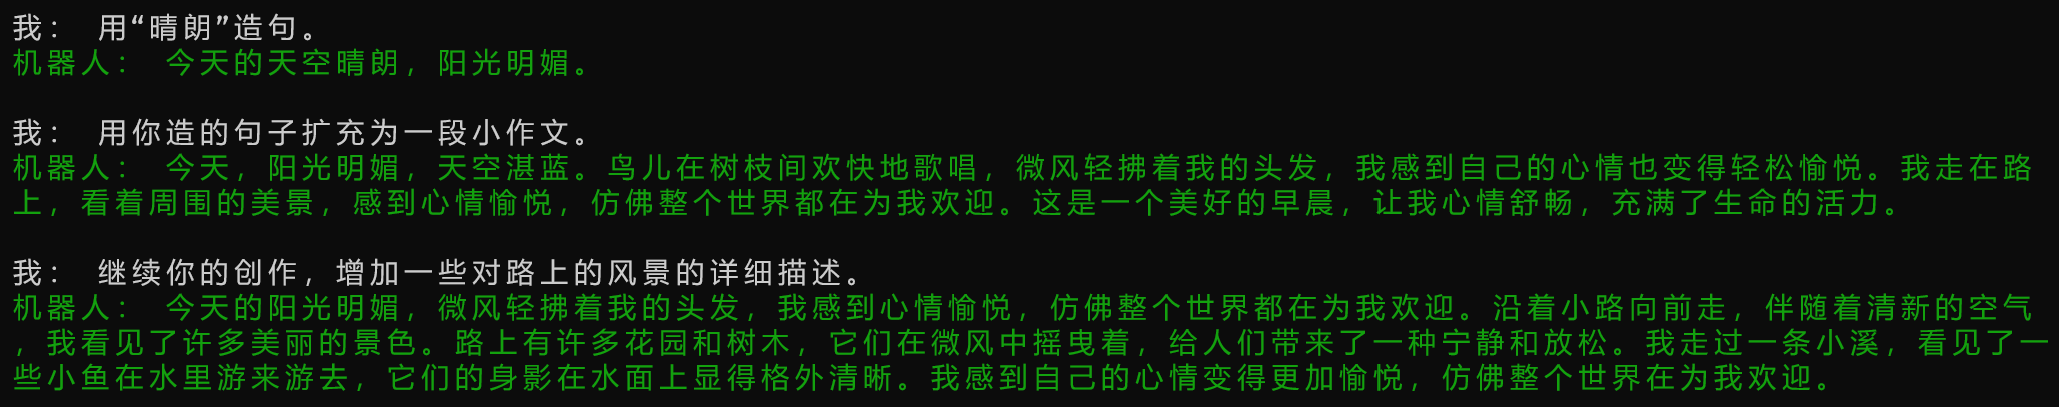 我： 用“晴朗”造句。
机器人： 今天的天空晴朗，阳光明媚。
我： 用你造的句子扩充为一段小作文。
机器人： 今天，阳光明媚，天空湛蓝。鸟儿在树枝间欢快地歌唱，微风轻拂着我的头发，我感到自己的心情也变得轻松愉悦。我走在路
上，看着周围的美景，感到心情愉悦，仿佛整个世界都在为我欢迎。这是一个美好的早晨，让我心情舒畅，充满了生命的活力。
我： 继续你的创作，增加一些对路上的风景的详细描述。
机器人： 今天的阳光明媚，微风轻拂着我的头发，我感到心情愉悦，仿佛整个世界都在为我欢迎。沿着小路向前走，伴随着清新的空气
，我看见了许多美丽的景色。路上有许多花园和树木，它们在微风中摇曳着，给人们带来了一种宁静和放松。我走过一条小溪，看见了一
些小鱼在水里游来游去，它们的身影在水面上显得格外清晰。我感到自己的心情变得更加愉悦，仿佛整个世界在为我欢迎。